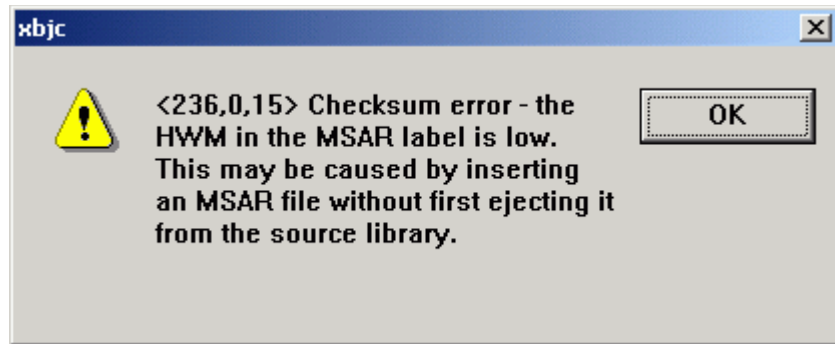 xbjc
<236,0,15> Checksum error - the
HWM in the MSAR label is low.
This may be caused by inserting
an MSAR file without first ejecting it
from the source library.
OK